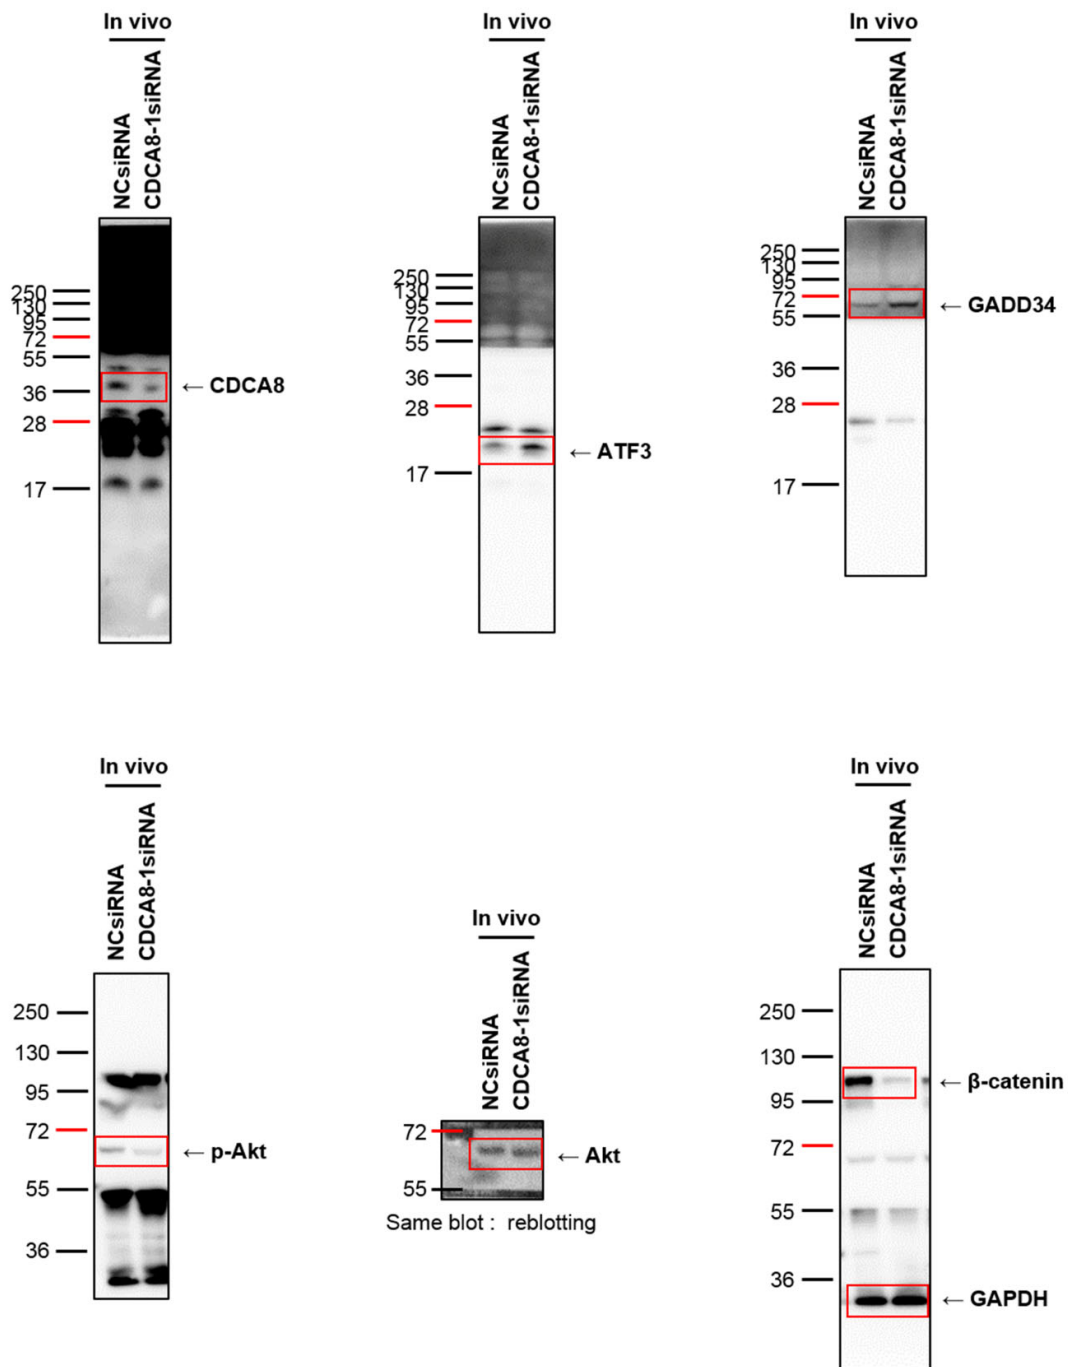 In vivo
NCsiRNA
CDCA8-1siRNA
250
130
95
72
55
36
28
17
← CDCA8
In vivo
NCsiRNA
CDCA8-1siRNA
250
130
95
72
55
36
28
17
← ATF3
In vivo
NCsiRNA
CDCA8-1siRNA
250
130
95
72
55
36
28
17
← GADD34
In vivo
NCsiRNA
CDCA8-1siRNA
250
130
95
72
55
36
← p-Akt
In vivo
NCsiRNA
CDCA8-1siRNA
72
55
← Akt
Same blot : reblotting
In vivo
NCsiRNA
CDCA8-1siRNA
250
130
95
72
55
36
← β-catenin
← GAPDH